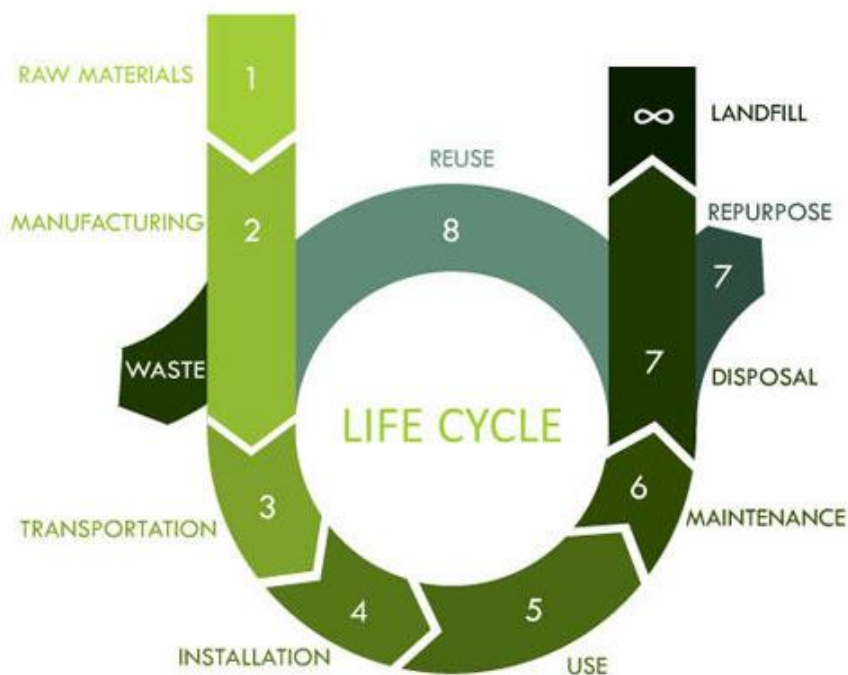 RAW MATERIALS
1
∞
LANDFILL
REUSE
MANUFACTURING
2
8
REPURPOSE
7
WASTE
7
DISPOSAL
LIFE CYCLE
3
6
TRANSPORTATION
MAINTENANCE
4
5
INSTALLATION
USE